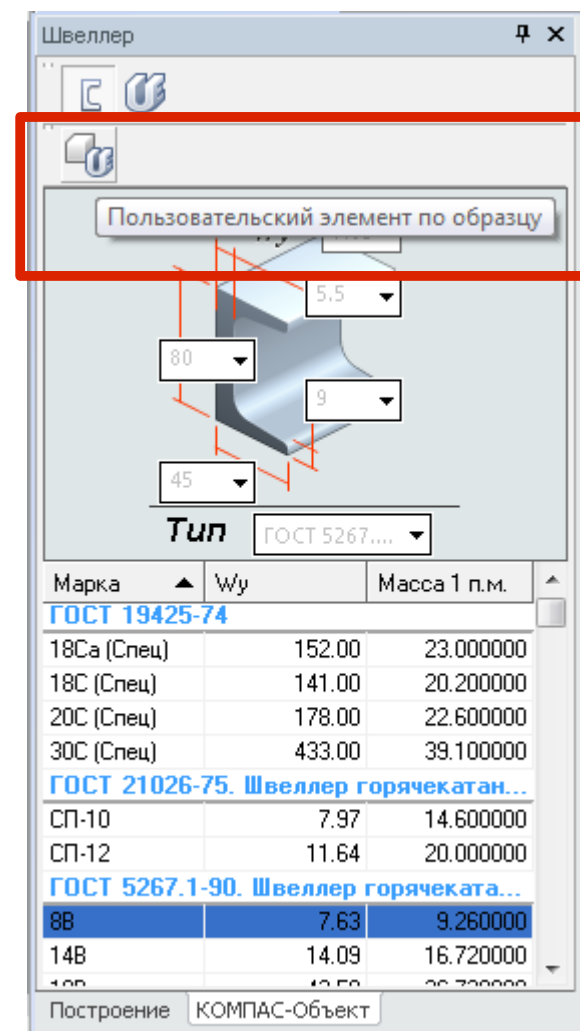 Швеллер
Пользовательский элемент по образцу
5.5
80
9
45
Тип ГОСТ 5267....
Марка Wy Масса 1 п.м.
ГОСТ 19425-74
18Са (Спец) 152.00 23.000000
18С (Спец) 141.00 20.200000
20С (Спец) 178.00 22.600000
30С (Спец) 433.00 39.100000
ГОСТ 21026-75. Швеллер горячекатан...
СП-10 7.97 14.600000
СП-12 11.64 20.000000
ГОСТ 5267.1-90. Швеллер горячеката...
8В 7.63 9.260000
14В 14.09 16.720000
Построение КОМПАС-Объект